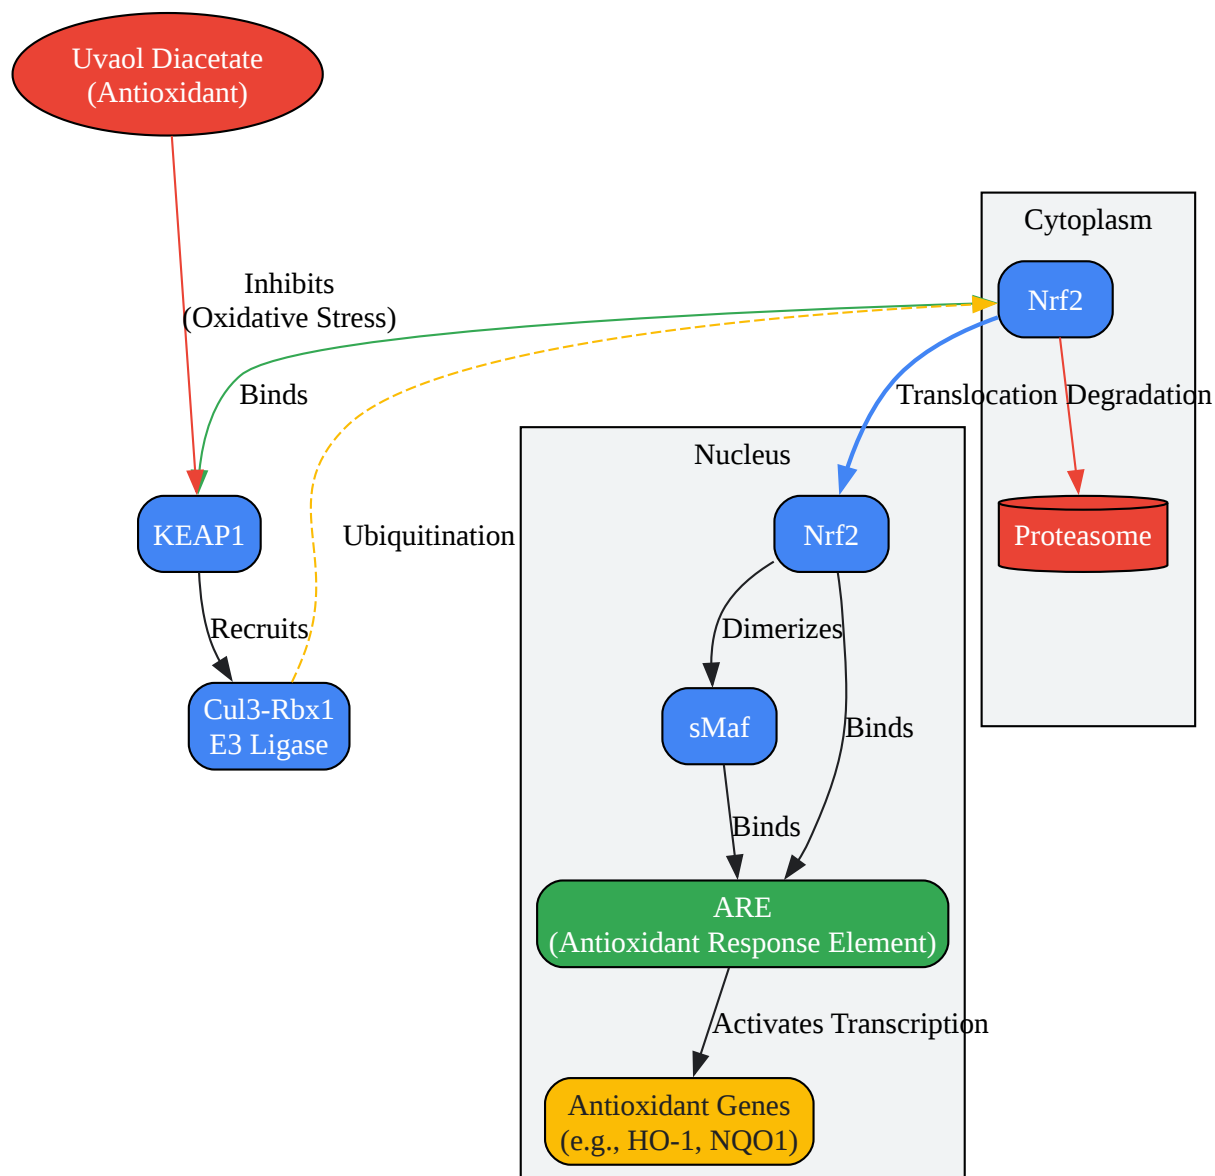 Uvaol Diacetate
(Antioxidant)
Cytoplasm
Nrf2
Inhibits
(Oxidative Stress)
Binds
Translocation
Degradation
Nucleus
KEAP1
Ubiquitination
Nrf2
Proteasome
Recruits
Dimerizes
Cul3-Rbx1
E3 Ligase
sMaf
Binds
Binds
ARE
(Antioxidant Response Element)
Activates Transcription
Antioxidant Genes
(e.g., HO-1, NQO1)